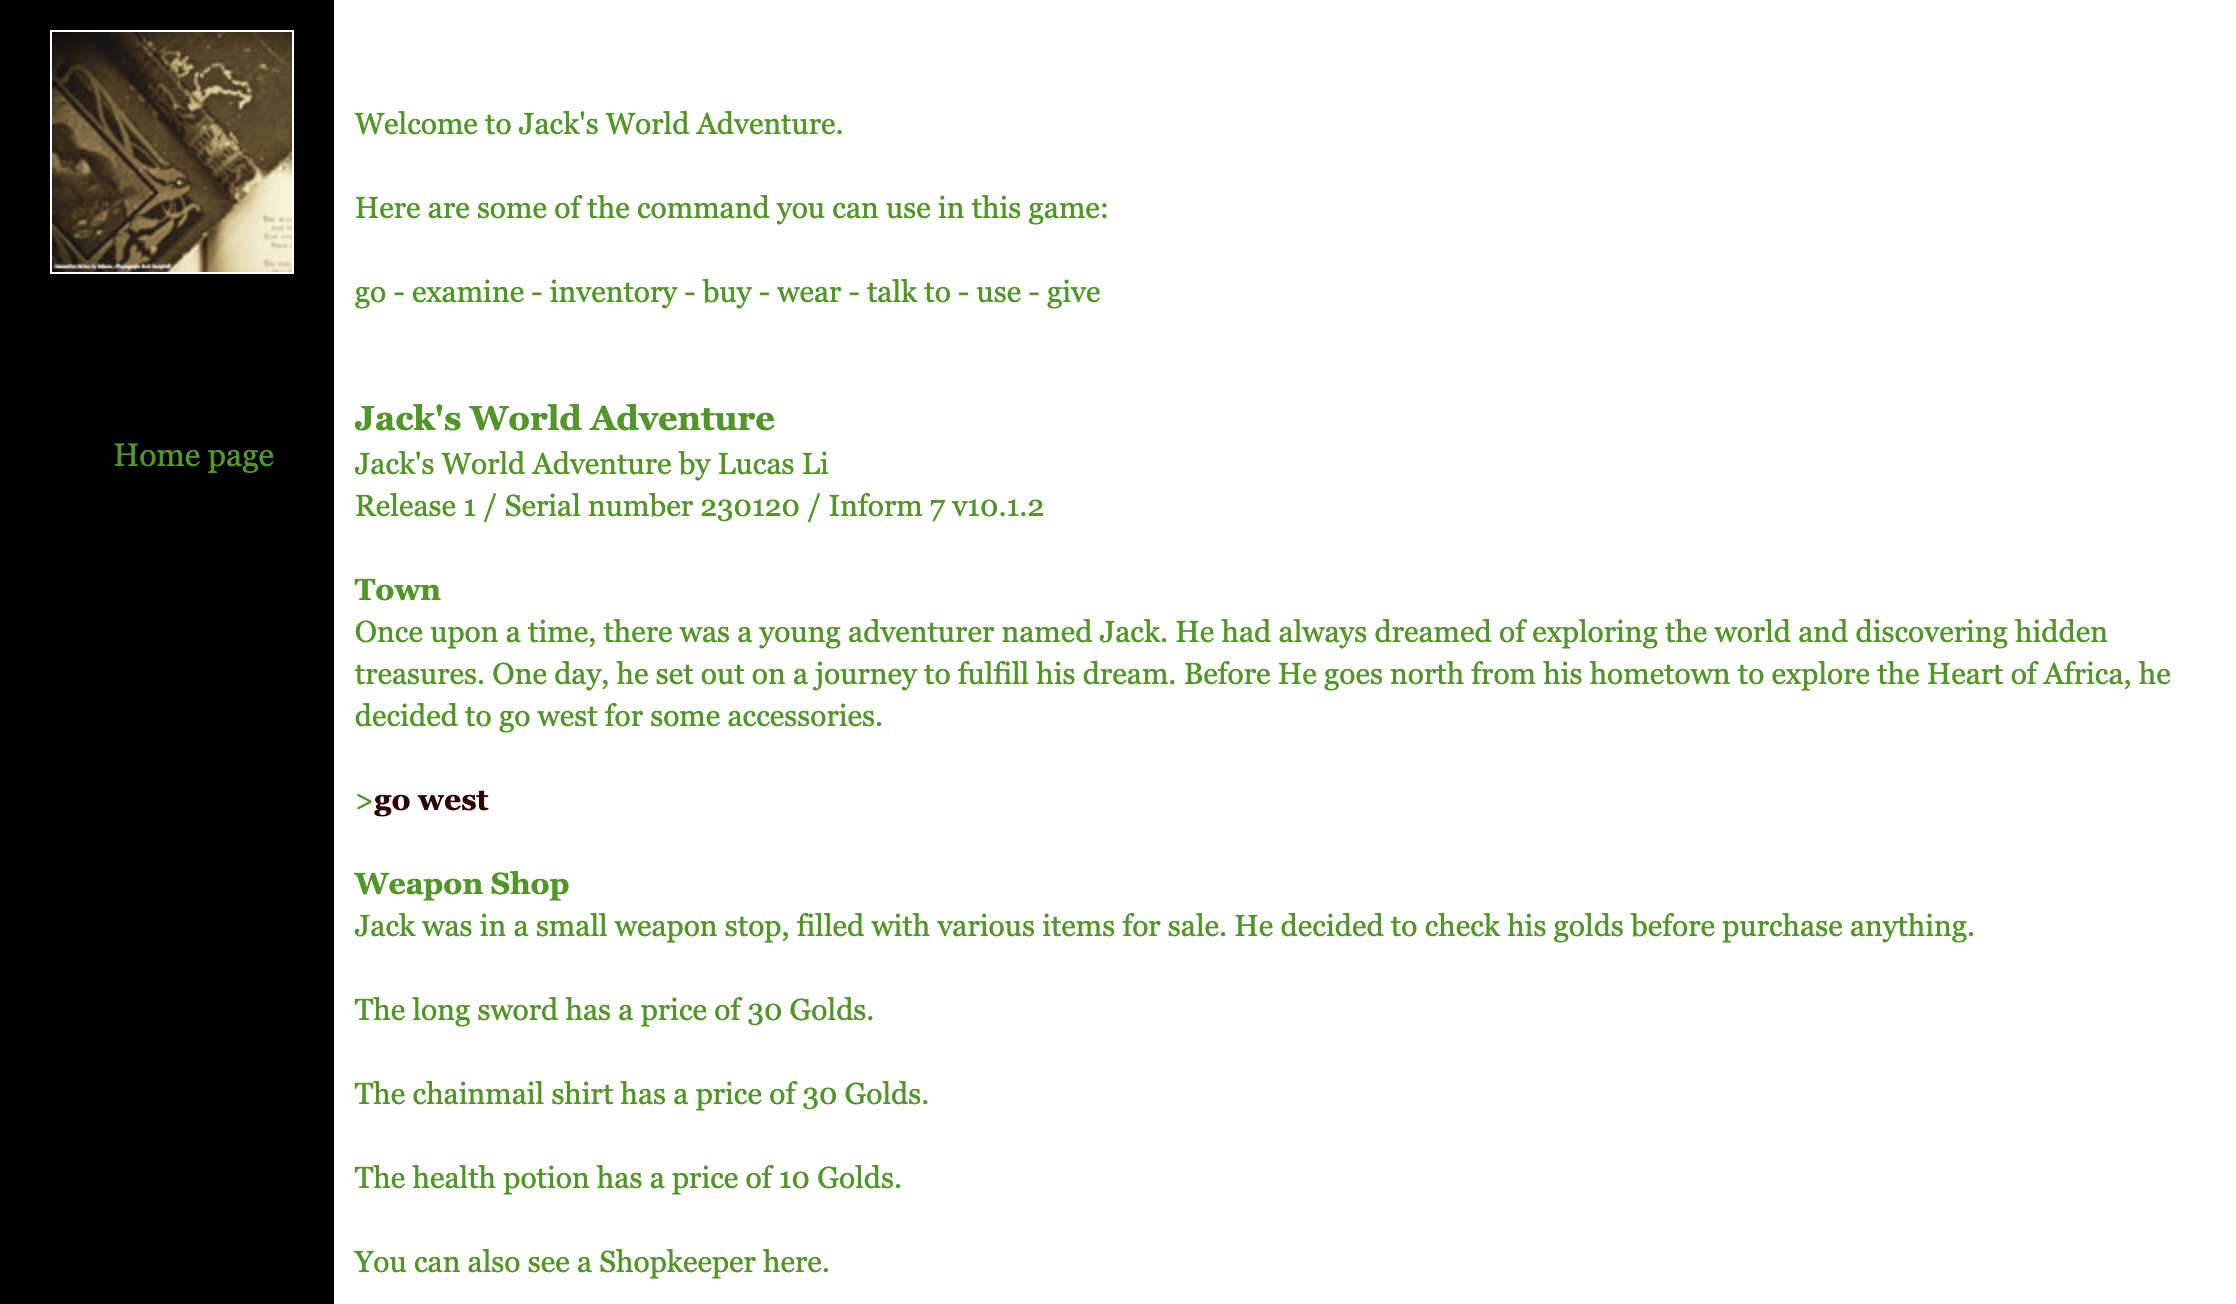 Home page
Welcome to Jack's World Adventure.
Here are some of the command you can use in this game:
go - examine - inventory - buy - wear - talk to - use - give
Jack's World Adventure
Jack's World Adventure by Lucas Li
Release 1 / Serial number 230120 / Inform 7 v10.1.2
Town
Once upon a time, there was a young adventurer named Jack. He had always dreamed of exploring the world and discovering hidden
treasures. One day, he set out on a journey to fulfill his dream. Before He goes north from his hometown to explore the Heart of Africa, he
decided to go west for some accessories.
>go west
Weapon Shop
Jack was in a small weapon stop, filled with various items for sale. He decided to check his golds before purchase anything.
The long sword has a price of 30 Golds.
The chainmail shirt has a price of 30 Golds.
The health potion has a price of 10 Golds.
You can also see a Shopkeeper here.